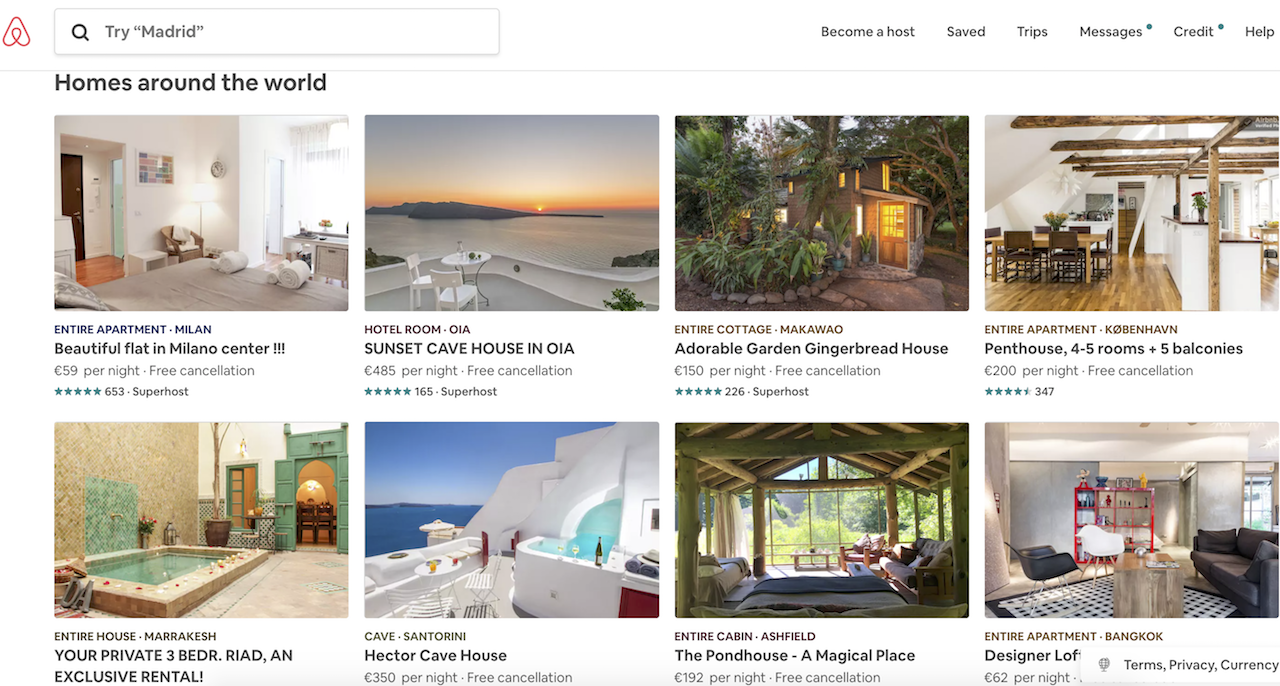 Try “Madrid”
Become a host
Saved
Trips
Messages
Credit
Help
Homes around the world
ENTIRE APARTMENT · MILAN
Beautiful flat in Milano center !!!
€59 per night · Free cancellation
653 · Superhost
HOTEL ROOM · OIA
SUNSET CAVE HOUSE IN OIA
€485 per night · Free cancellation
165 · Superhost
ENTIRE COTTAGE · MAKAWAO
Adorable Garden Gingerbread House
€150 per night · Free cancellation
226 · Superhost
ENTIRE APARTMENT · KØBENHAVN
Penthouse, 4-5 rooms + 5 balconies
€200 per night · Free cancellation
347
ENTIRE HOUSE · MARRAKESH
YOUR PRIVATE 3 BEDR. RIAD, AN
EXCLUSIVE RENTAL!
CAVE · SANTORINI
Hector Cave House
€350 per night · Free cancellation
ENTIRE CABIN · ASHFIELD
The Pondhouse - A Magical Place
€192 per night · Free cancellation
ENTIRE APARTMENT · BANGKOK
Designer Lof
€62 per night ·
Terms, Privacy, Currency